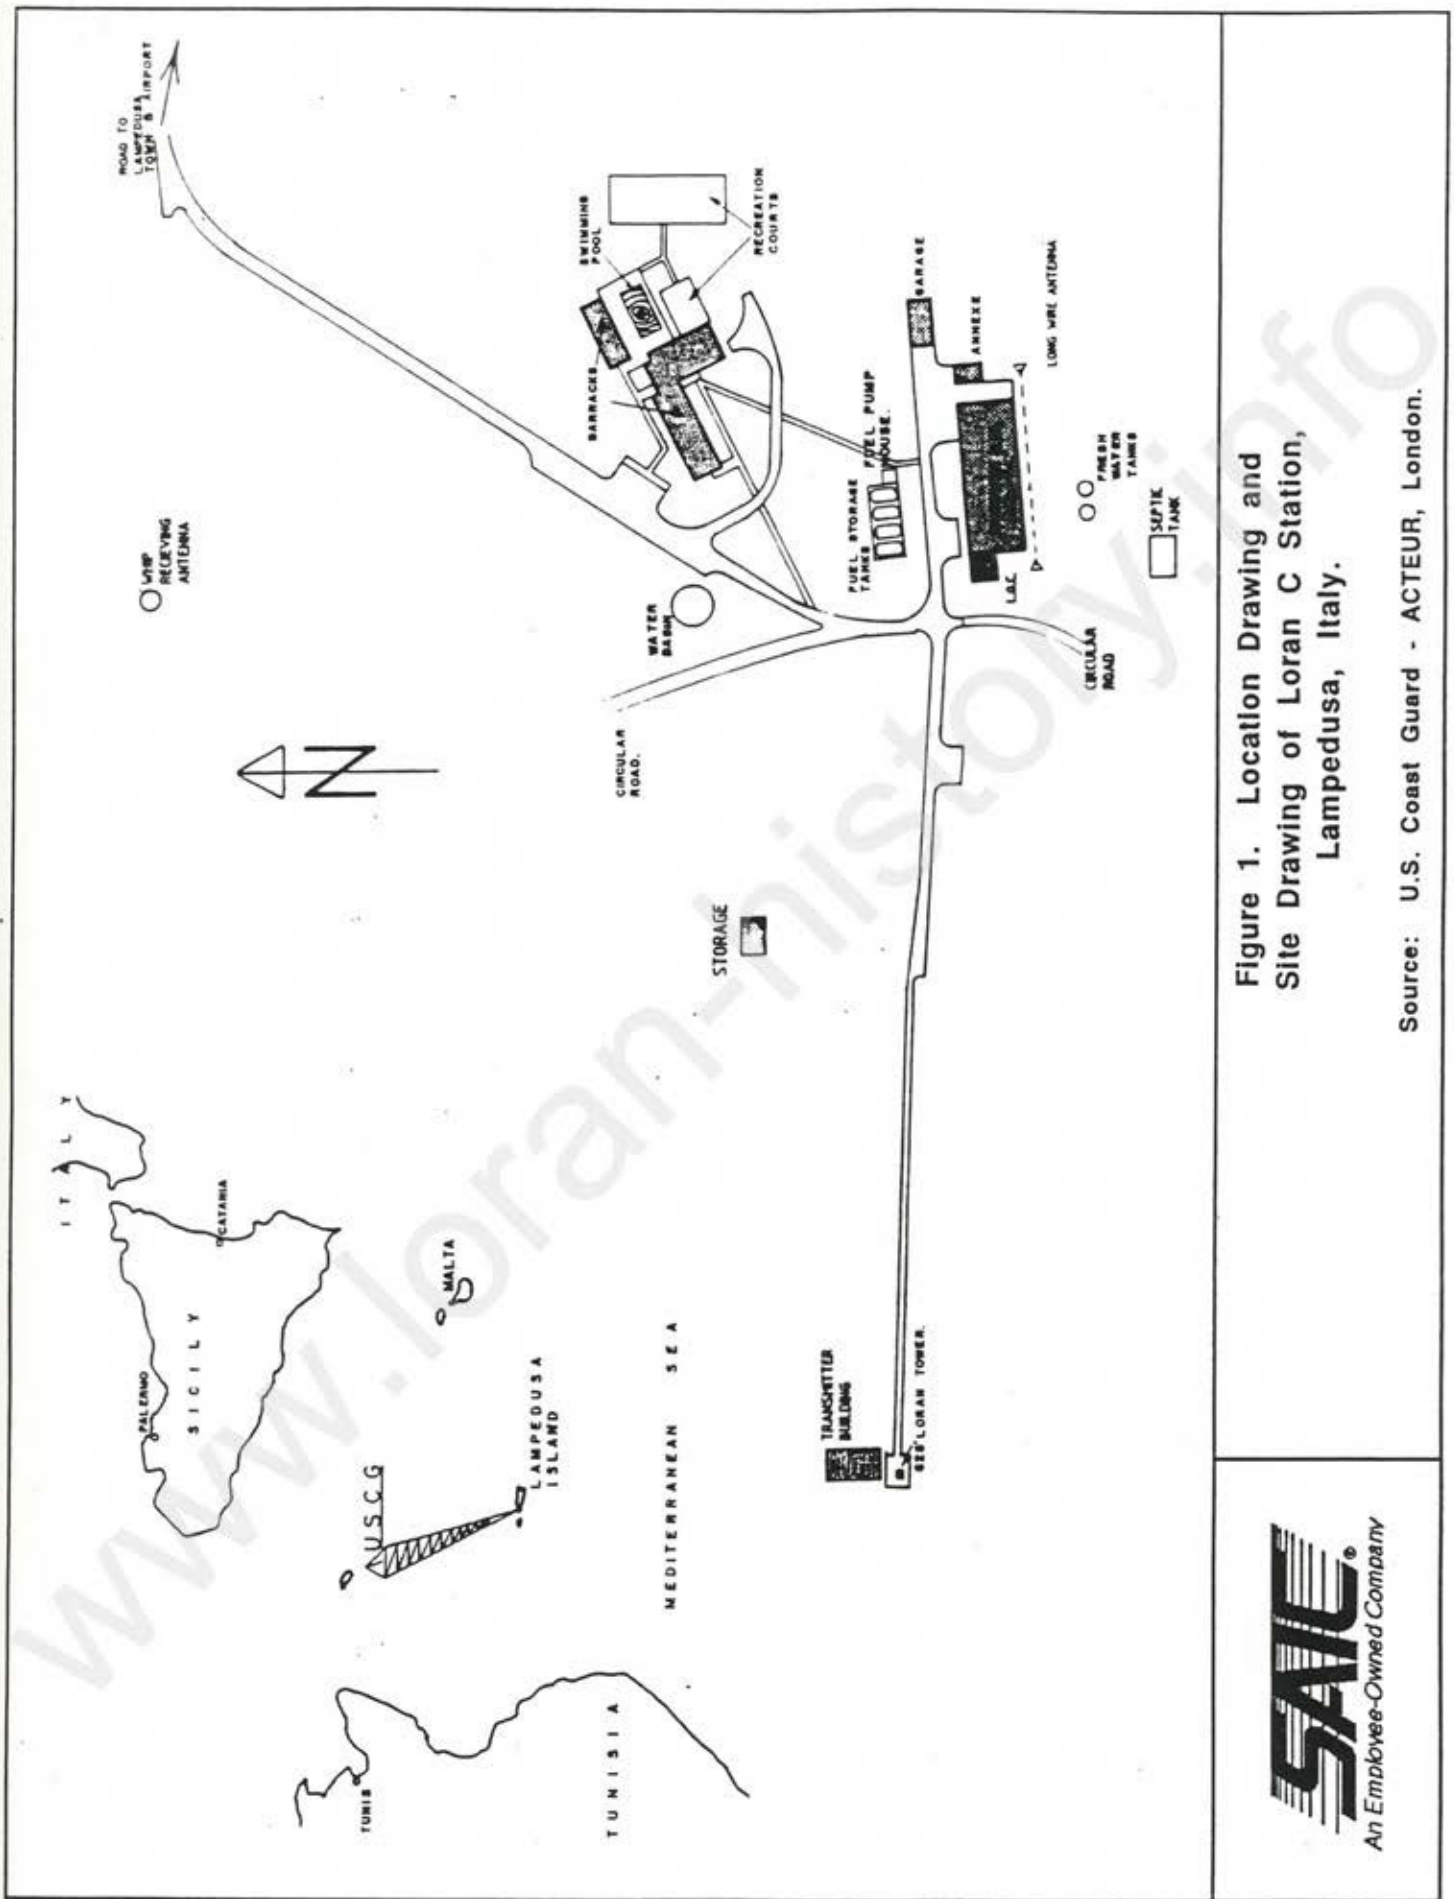 ITALY
ROAD TO
LAMPEDUSA
TOWN & AIRPORT
PALERMO
CATANIA
SICILY
WHIP
RECIEVING
ANTENNA
TUNIS
USCG
MALTA
LAMPEDUSA
ISLAND
TUNISIA
MEDITERRANEAN SEA
N
CIRCULAR
ROAD.
WATER
BASIN
STORAGE
BARRACKS
SWIMMING
POOL
RECREATION
COURTS
TRANSMITTER
BUILDING
625' LORAN TOWER.
FUEL STORAGE
TANKS
FUEL PUMP
HOUSE.
GARAGE
ANNEXE
LONG WIRE ANTENNA
CIRCULAR
ROAD
FRESH
WATER
TANKS
SEPTIC
TANK
SAIC®
An Employee-Owned Company
Figure 1. Location Drawing and
Site Drawing of Loran C Station,
Lampedusa, Italy.
Source: U.S. Coast Guard - ACTEUR, London.
www.loran-history.info